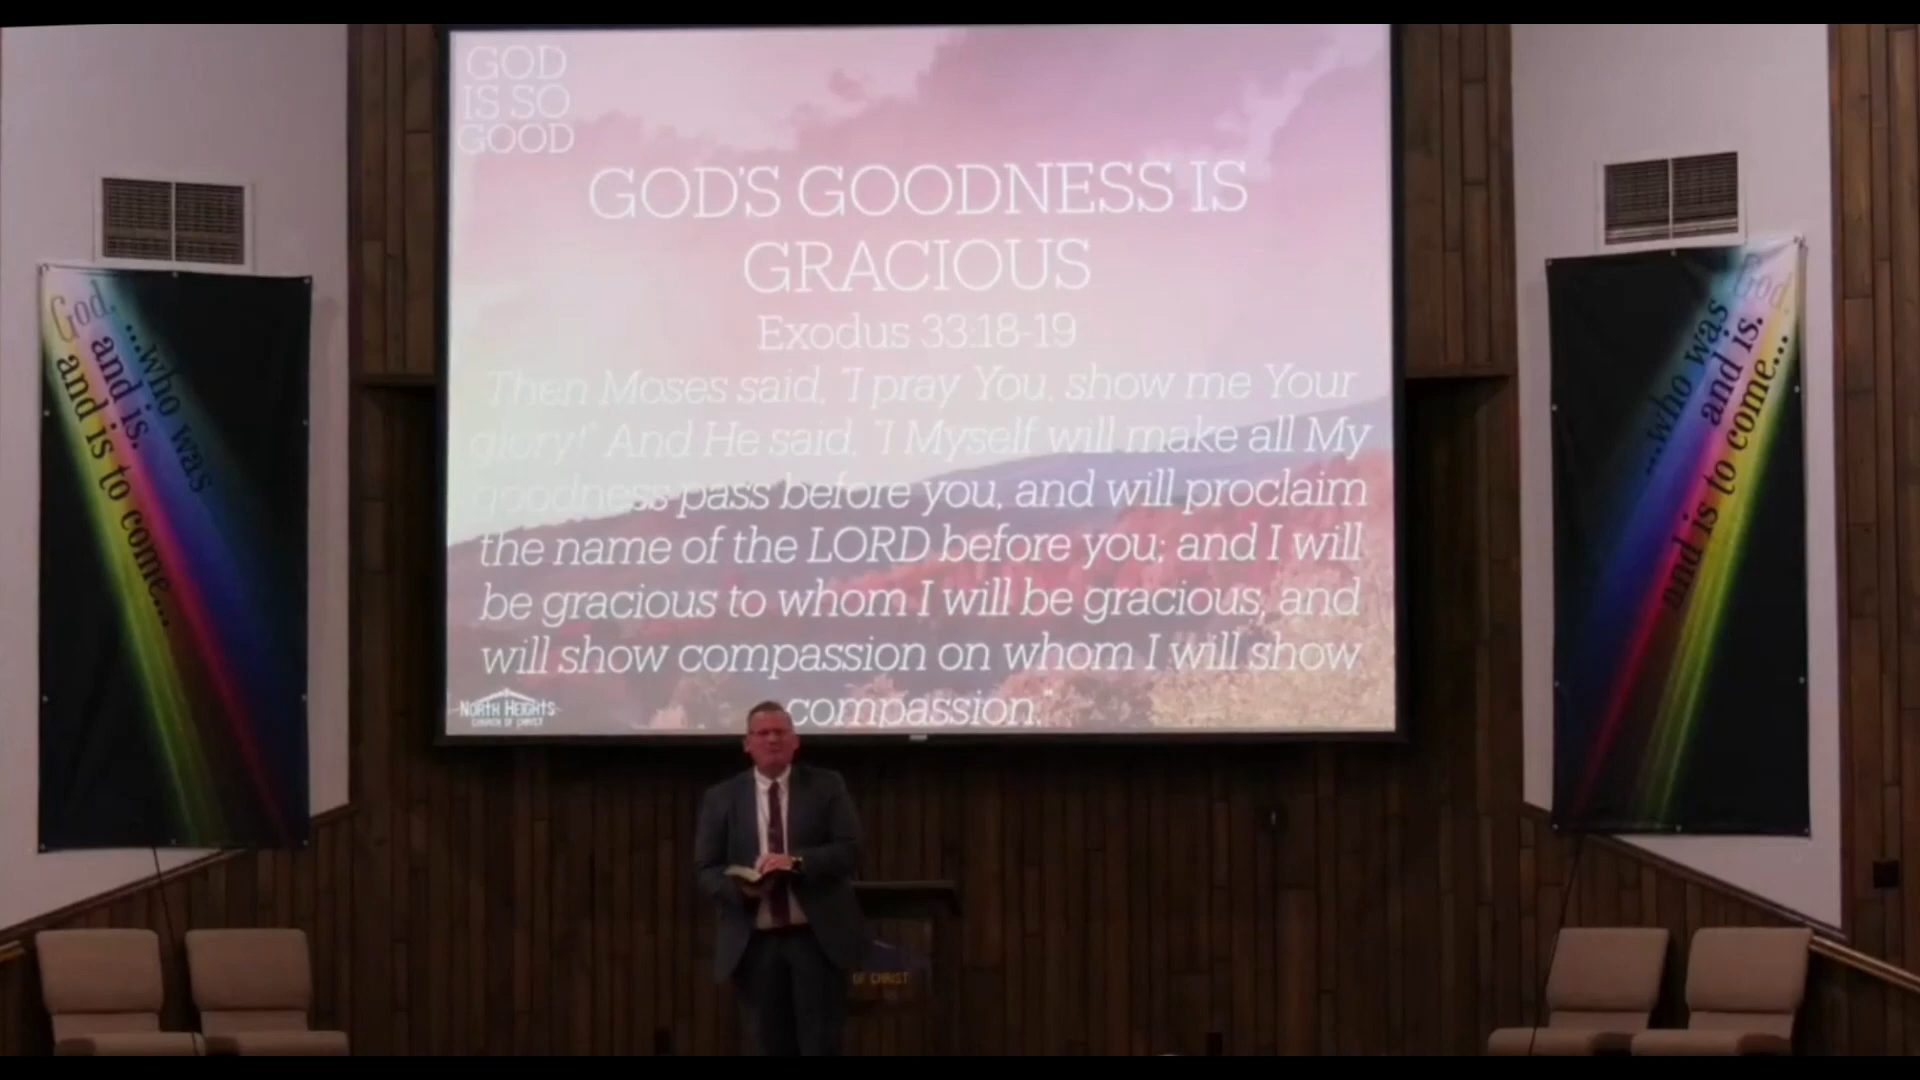 GOD
IS SO
GOOD
GOD'S GOODNESS IS
GRACIOUS
Exodus 33:18-19
Then Moses said, "I pray You, show me Your
glory!" And He said, "I Myself will make all My
goodness pass before you, and will proclaim
the name of the LORD before you; and I will
be gracious to whom I will be gracious, and
will show compassion on whom I will show
compassion."
NORTH HEIGHTS
CHURCH OF CHRIST
God,
...who was
and is.
and is to come...
God,
...who was
and is.
and is to come...
OF CHRIST